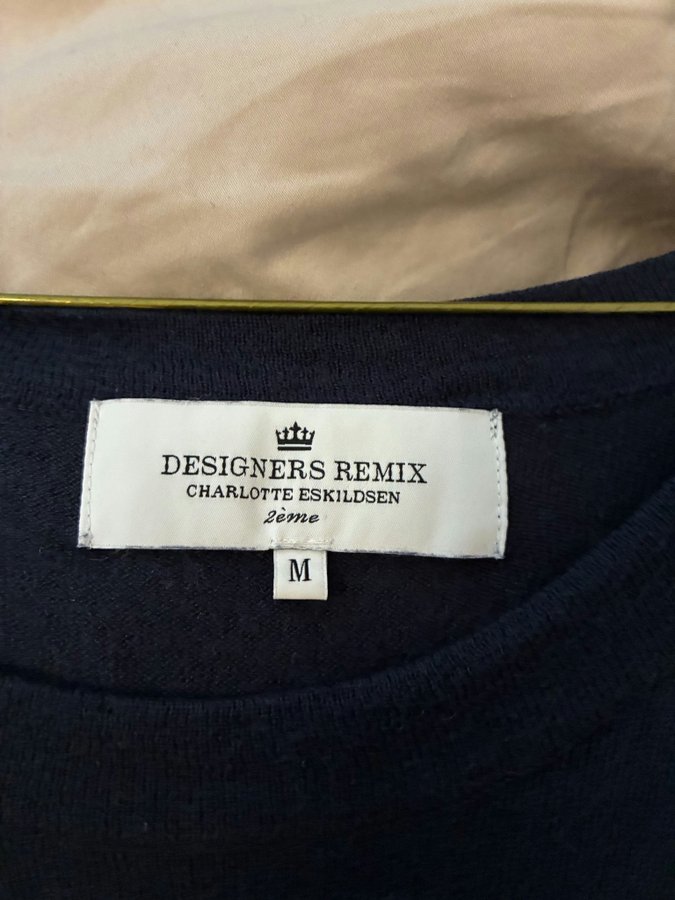 DESIGNERS REMIX
CHARLOTTE ESKILDSEN
2ème
M